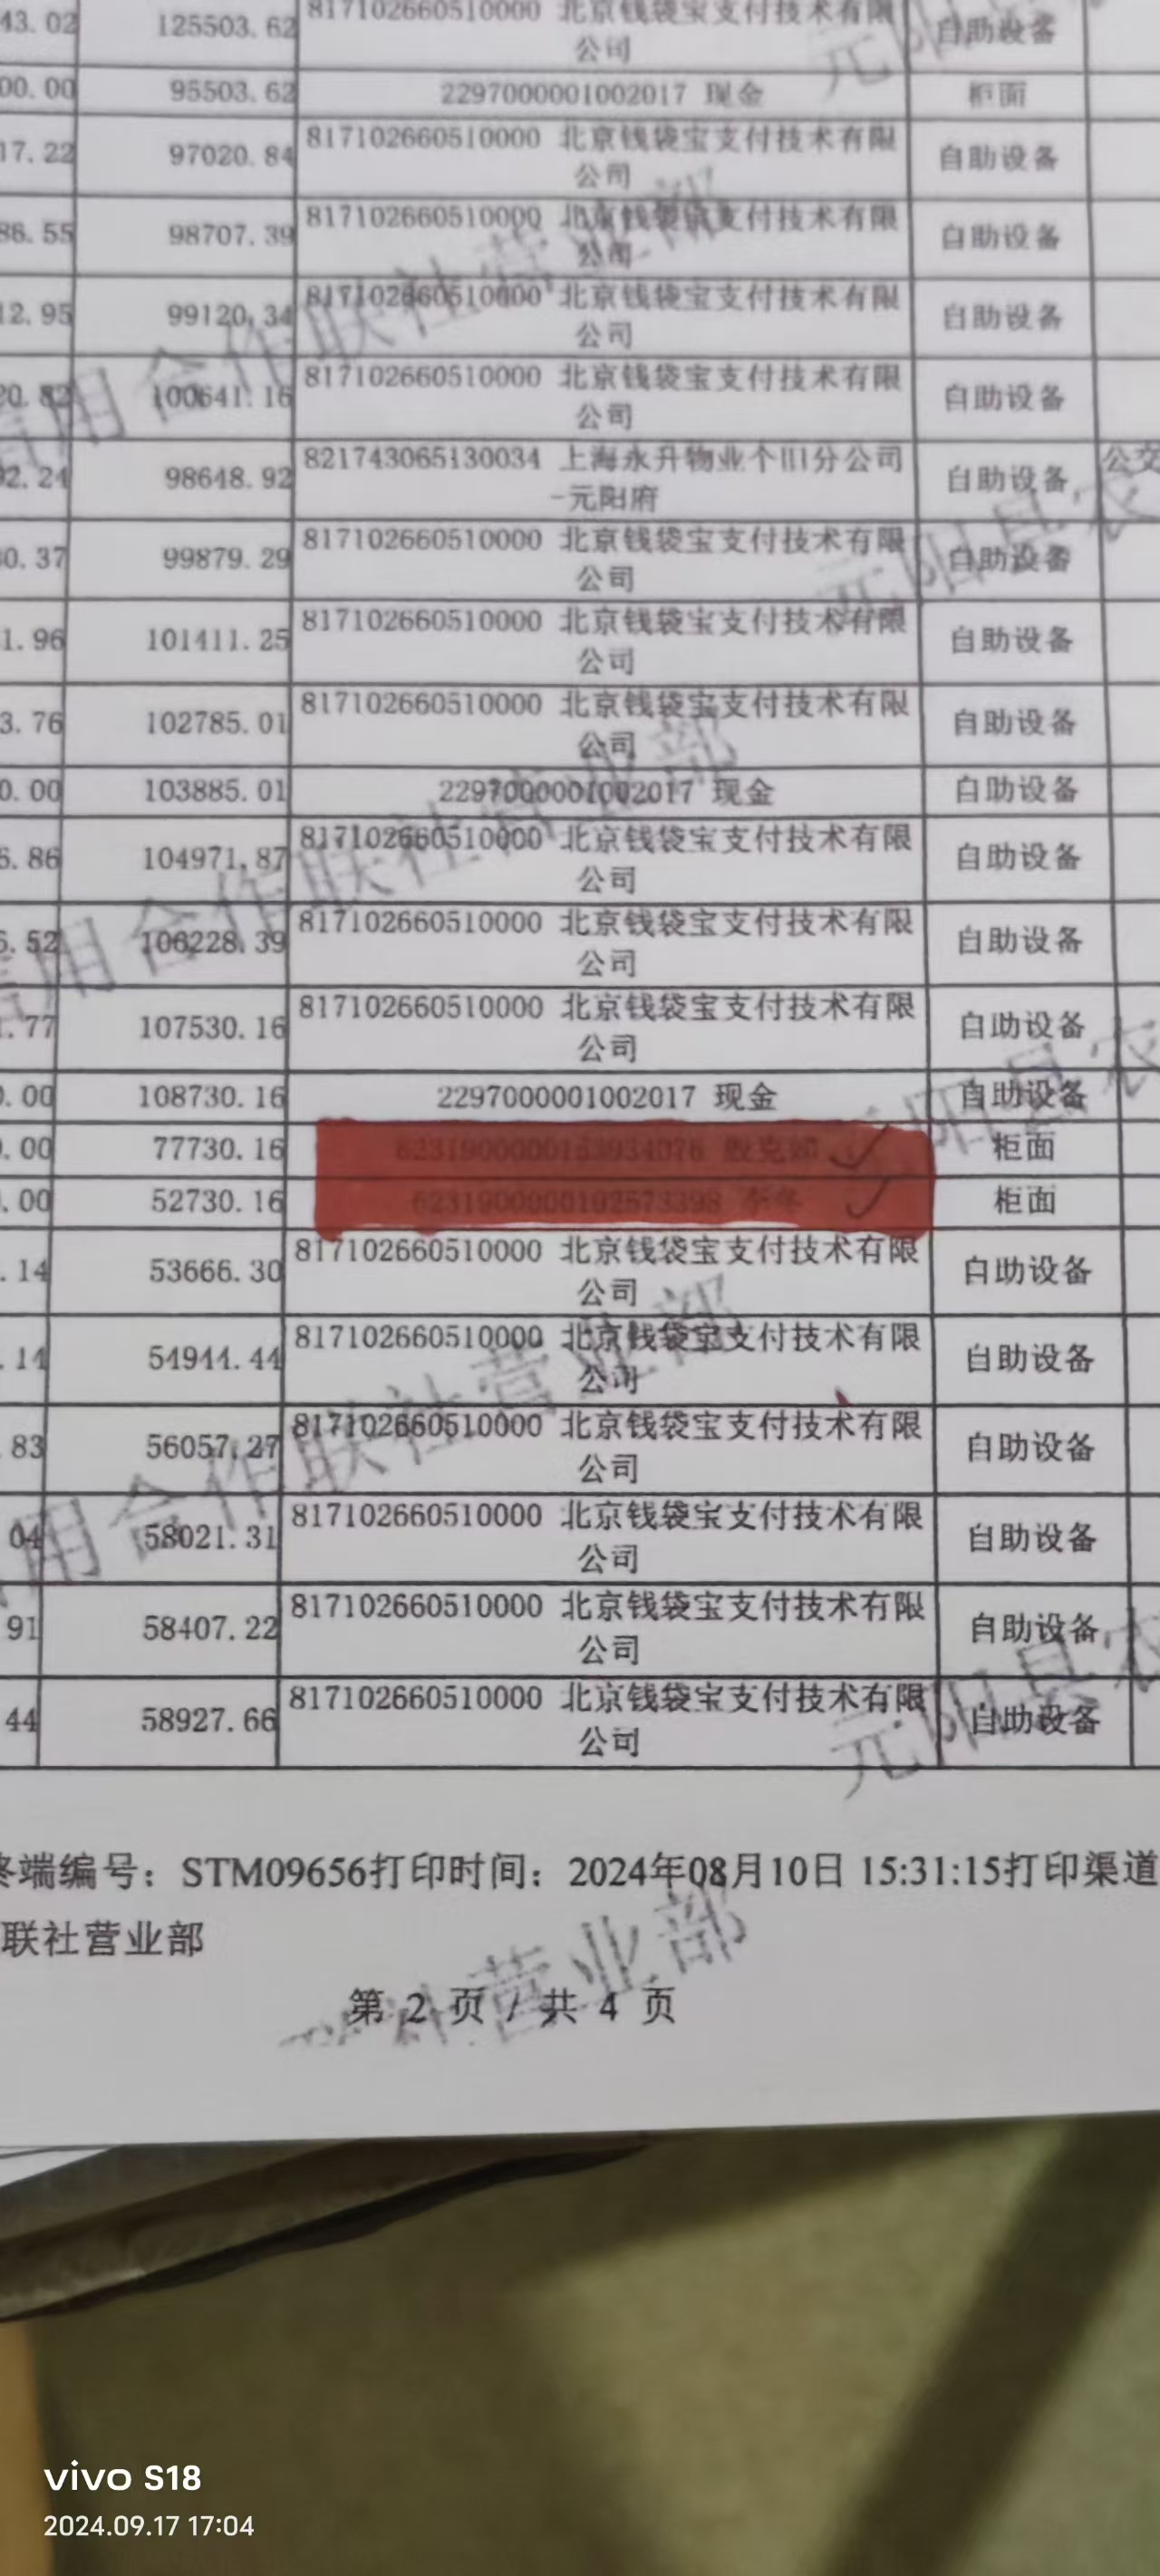 43.02 125503.62 817102660510000 北京钱袋宝支付技术有限
公司 自助设备
00.00 95503.62 2297000001002017 现金 柜面
17.22 97020.84 817102660510000 北京钱袋宝支付技术有限
公司 自助设备
86.55 98707.39 817102660510000 北京钱袋宝支付技术有限
公司 自助设备
12.95 99120.34 817102660510000 北京钱袋宝支付技术有限
公司 自助设备
20.82 100641.16 817102660510000 北京钱袋宝支付技术有限
公司 自助设备
92.24 98648.92 821743065130034 上海永升物业个旧分公司 公交
-元阳府 自助设备
30.37 99879.29 817102660510000 北京钱袋宝支付技术有限
公司 自助设备
1.96 101411.25 817102660510000 北京钱袋宝支付技术有限
公司 自助设备
3.76 102785.01 817102660510000 北京钱袋宝支付技术有限
公司 自助设备
0.00 103885.01 2297000001002017 现金 自助设备
6.86 104971.87 817102660510000 北京钱袋宝支付技术有限
公司 自助设备
6.52 106228.39 817102660510000 北京钱袋宝支付技术有限
公司 自助设备
.77 107530.16 817102660510000 北京钱袋宝支付技术有限
公司 自助设备
0.00 108730.16 2297000001002017 现金 自助设备
0.00 77730.16 柜面
.00 52730.16 柜面
.14 53666.30 817102660510000 北京钱袋宝支付技术有限
公司 自助设备
.14 54944.44 817102660510000 北京钱袋宝支付技术有限
公司 自助设备
83 56057.27 817102660510000 北京钱袋宝支付技术有限
公司 自助设备
04 58021.31 817102660510000 北京钱袋宝支付技术有限
公司 自助设备
91 58407.22 817102660510000 北京钱袋宝支付技术有限
公司 自助设备
44 58927.66 817102660510000 北京钱袋宝支付技术有限
公司 自助设备
终端编号：STM09656打印时间：2024年08月10日 15:31:15打印渠道
联社营业部
第 2 页 / 共 4 页
vivo S18
2024.09.17 17:04